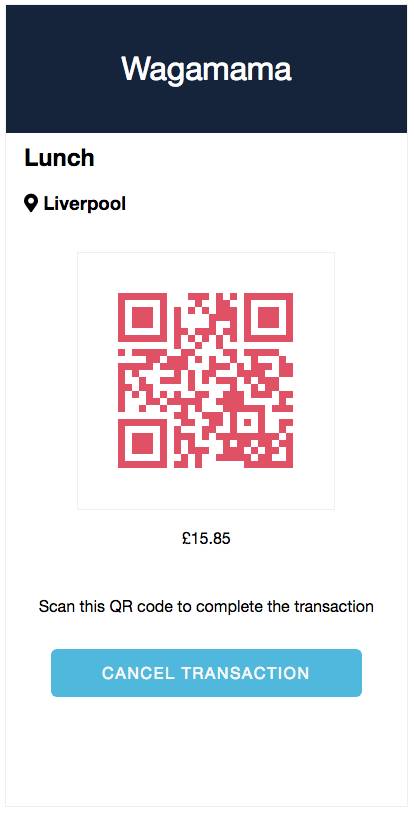 Wagamama
Lunch
Liverpool
£15.85
Scan this QR code to complete the transaction
CANCEL TRANSACTION